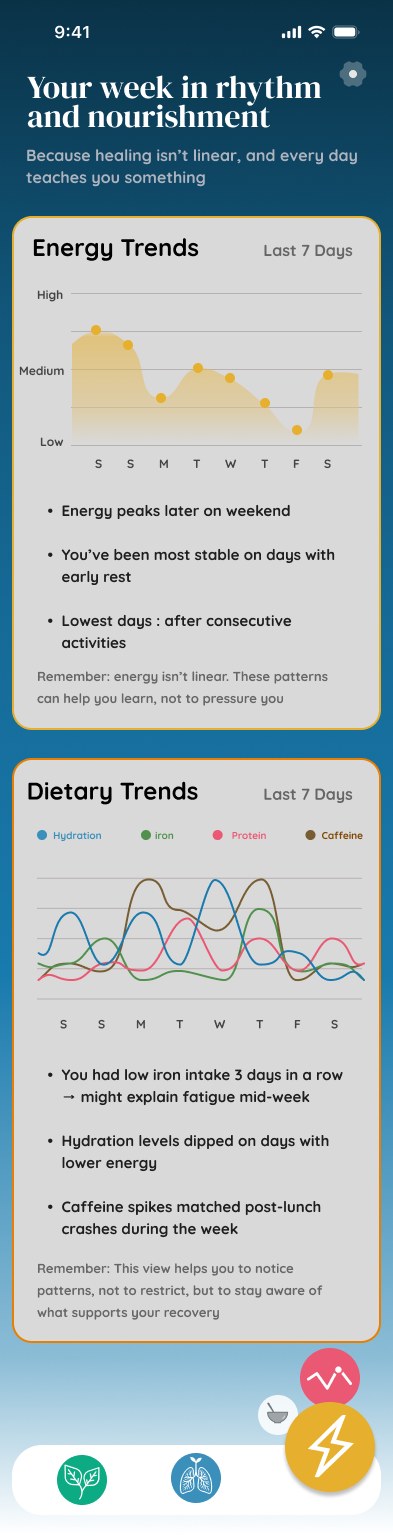 9:41
Your week in rhythm
and nourishment
Because healing isn't linear, and every day
teaches you something
Energy Trends
Last 7 Days
High
Medium
Low
S S M T W T F S
• Energy peaks later on weekend
• You've been most stable on days with
early rest
• Lowest days : after consecutive
activities
Remember: energy isn't linear. These patterns
can help you learn, not to pressure you
Dietary Trends
Last 7 Days
Hydration iron Protein Caffeine
S S M T W T F S
• You had low iron intake 3 days in a row
→ might explain fatigue mid-week
• Hydration levels dipped on days with
lower energy
• Caffeine spikes matched post-lunch
crashes during the week
Remember: This view helps you to notice
patterns, not to restrict, but to stay aware of
what supports your recovery